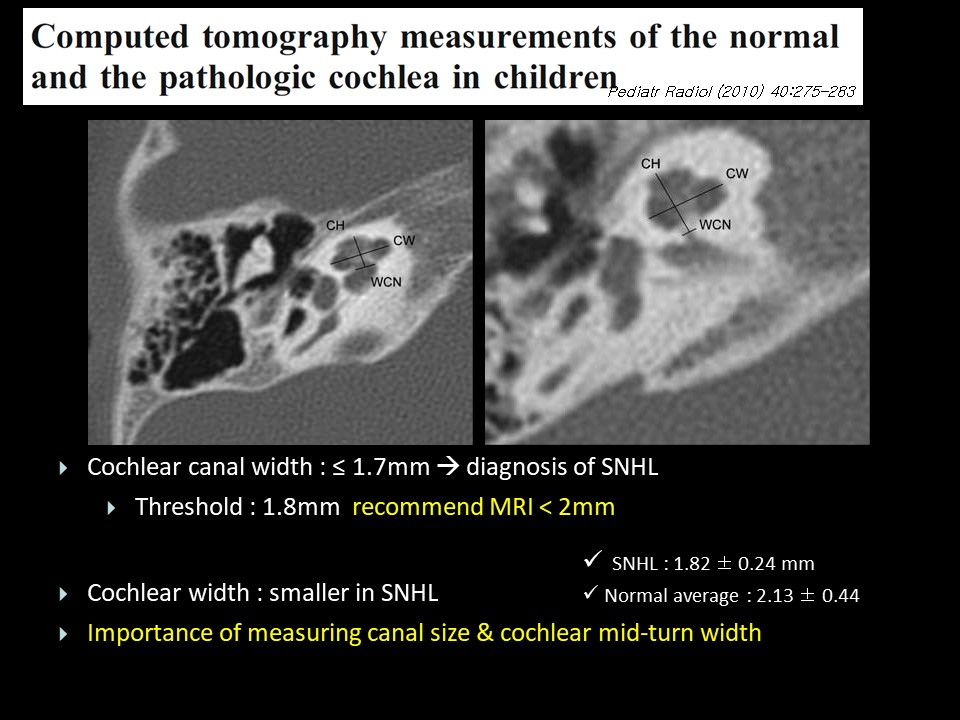 Computed tomography measurements of the normal
and the pathologic cochlea in children
Pediatr Radiol (2010) 40:275-283
CH
CW
WCN
CH
CW
WCN
Cochlear canal width : ≤ 1.7mm → diagnosis of SNHL
Threshold : 1.8mm recommend MRI < 2mm
✓ SNHL : 1.82 ± 0.24 mm
Cochlear width : smaller in SNHL
✓ Normal average : 2.13 ± 0.44
Importance of measuring canal size & cochlear mid-turn width